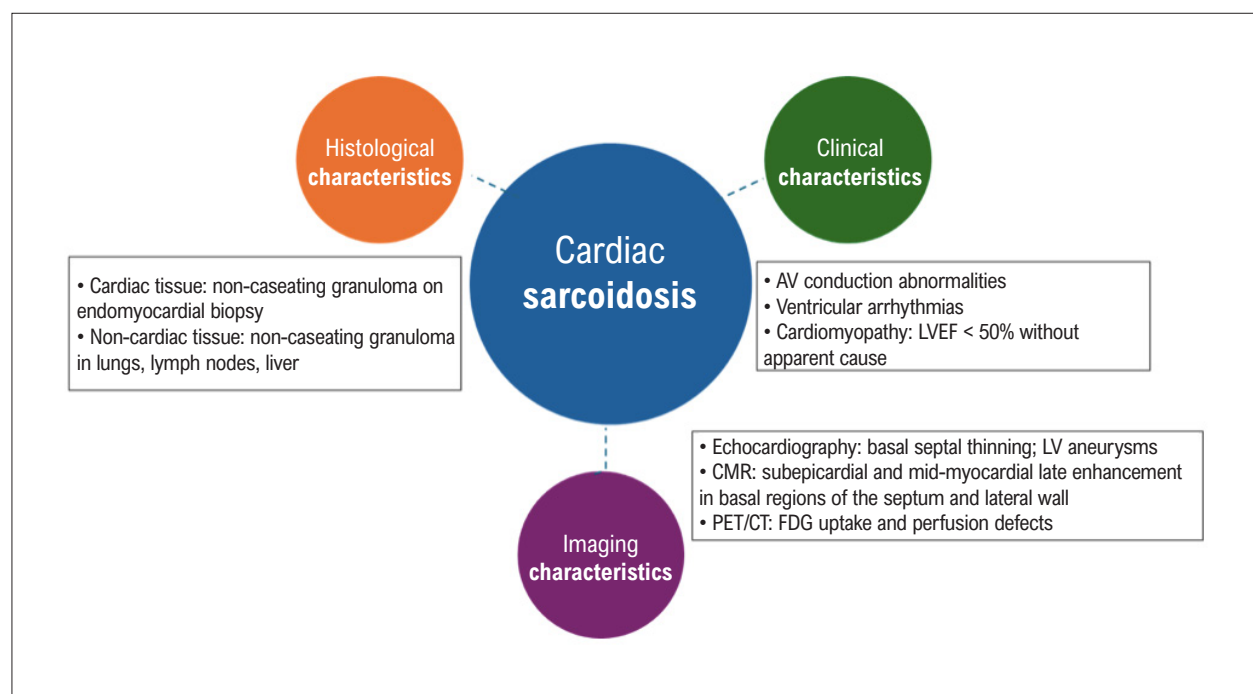 Histological
characteristics
Clinical
characteristics
Cardiac
sarcoidosis
• Cardiac tissue: non-caseating granuloma on
endomyocardial biopsy
• Non-cardiac tissue: non-caseating granuloma
in lungs, lymph nodes, liver
• AV conduction abnormalities
• Ventricular arrhythmias
• Cardiomyopathy: LVEF < 50% without
apparent cause
• Echocardiography: basal septal thinning; LV aneurysms
• CMR: subepicardial and mid-myocardial late enhancement
in basal regions of the septum and lateral wall
• PET/CT: FDG uptake and perfusion defects
Imaging
characteristics